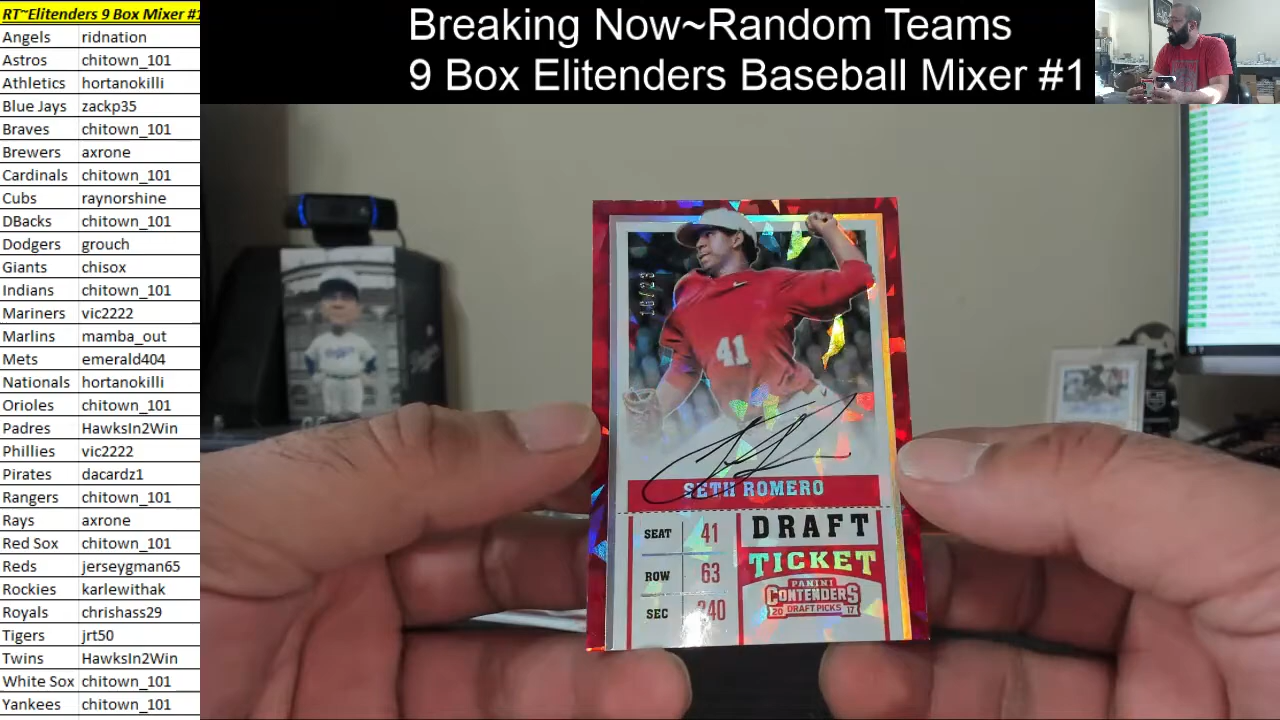 RT~Elitenders 9 Box Mixer #1
Angels ridnation
Astros chitown_101
Athletics hortanokilli
Blue Jays zackp35
Braves chitown_101
Brewers axrone
Cardinals chitown_101
Cubs raynorshine
DBacks chitown_101
Dodgers grouch
Giants chisox
Indians chitown_101
Mariners vic2222
Marlins mamba_out
Mets emerald404
Nationals hortanokilli
Orioles chitown_101
Padres HawksIn2Win
Phillies vic2222
Pirates dacardz1
Rangers chitown_101
Rays axrone
Red Sox chitown_101
Reds jerseygman65
Rockies karlewithak
Royals chrishass29
Tigers jrt50
Twins HawksIn2Win
White Sox chitown_101
Yankees chitown_101
Breaking Now~Random Teams
9 Box Elitenders Baseball Mixer #1
41
SETH ROMERO
SEAT 41
ROW 63
SEC 240
DRAFT
TICKET
PANINI
CONTENDERS
20 DRAFT PICKS 17